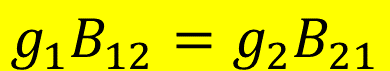 g₁B₁₂ = g₂B₂₁